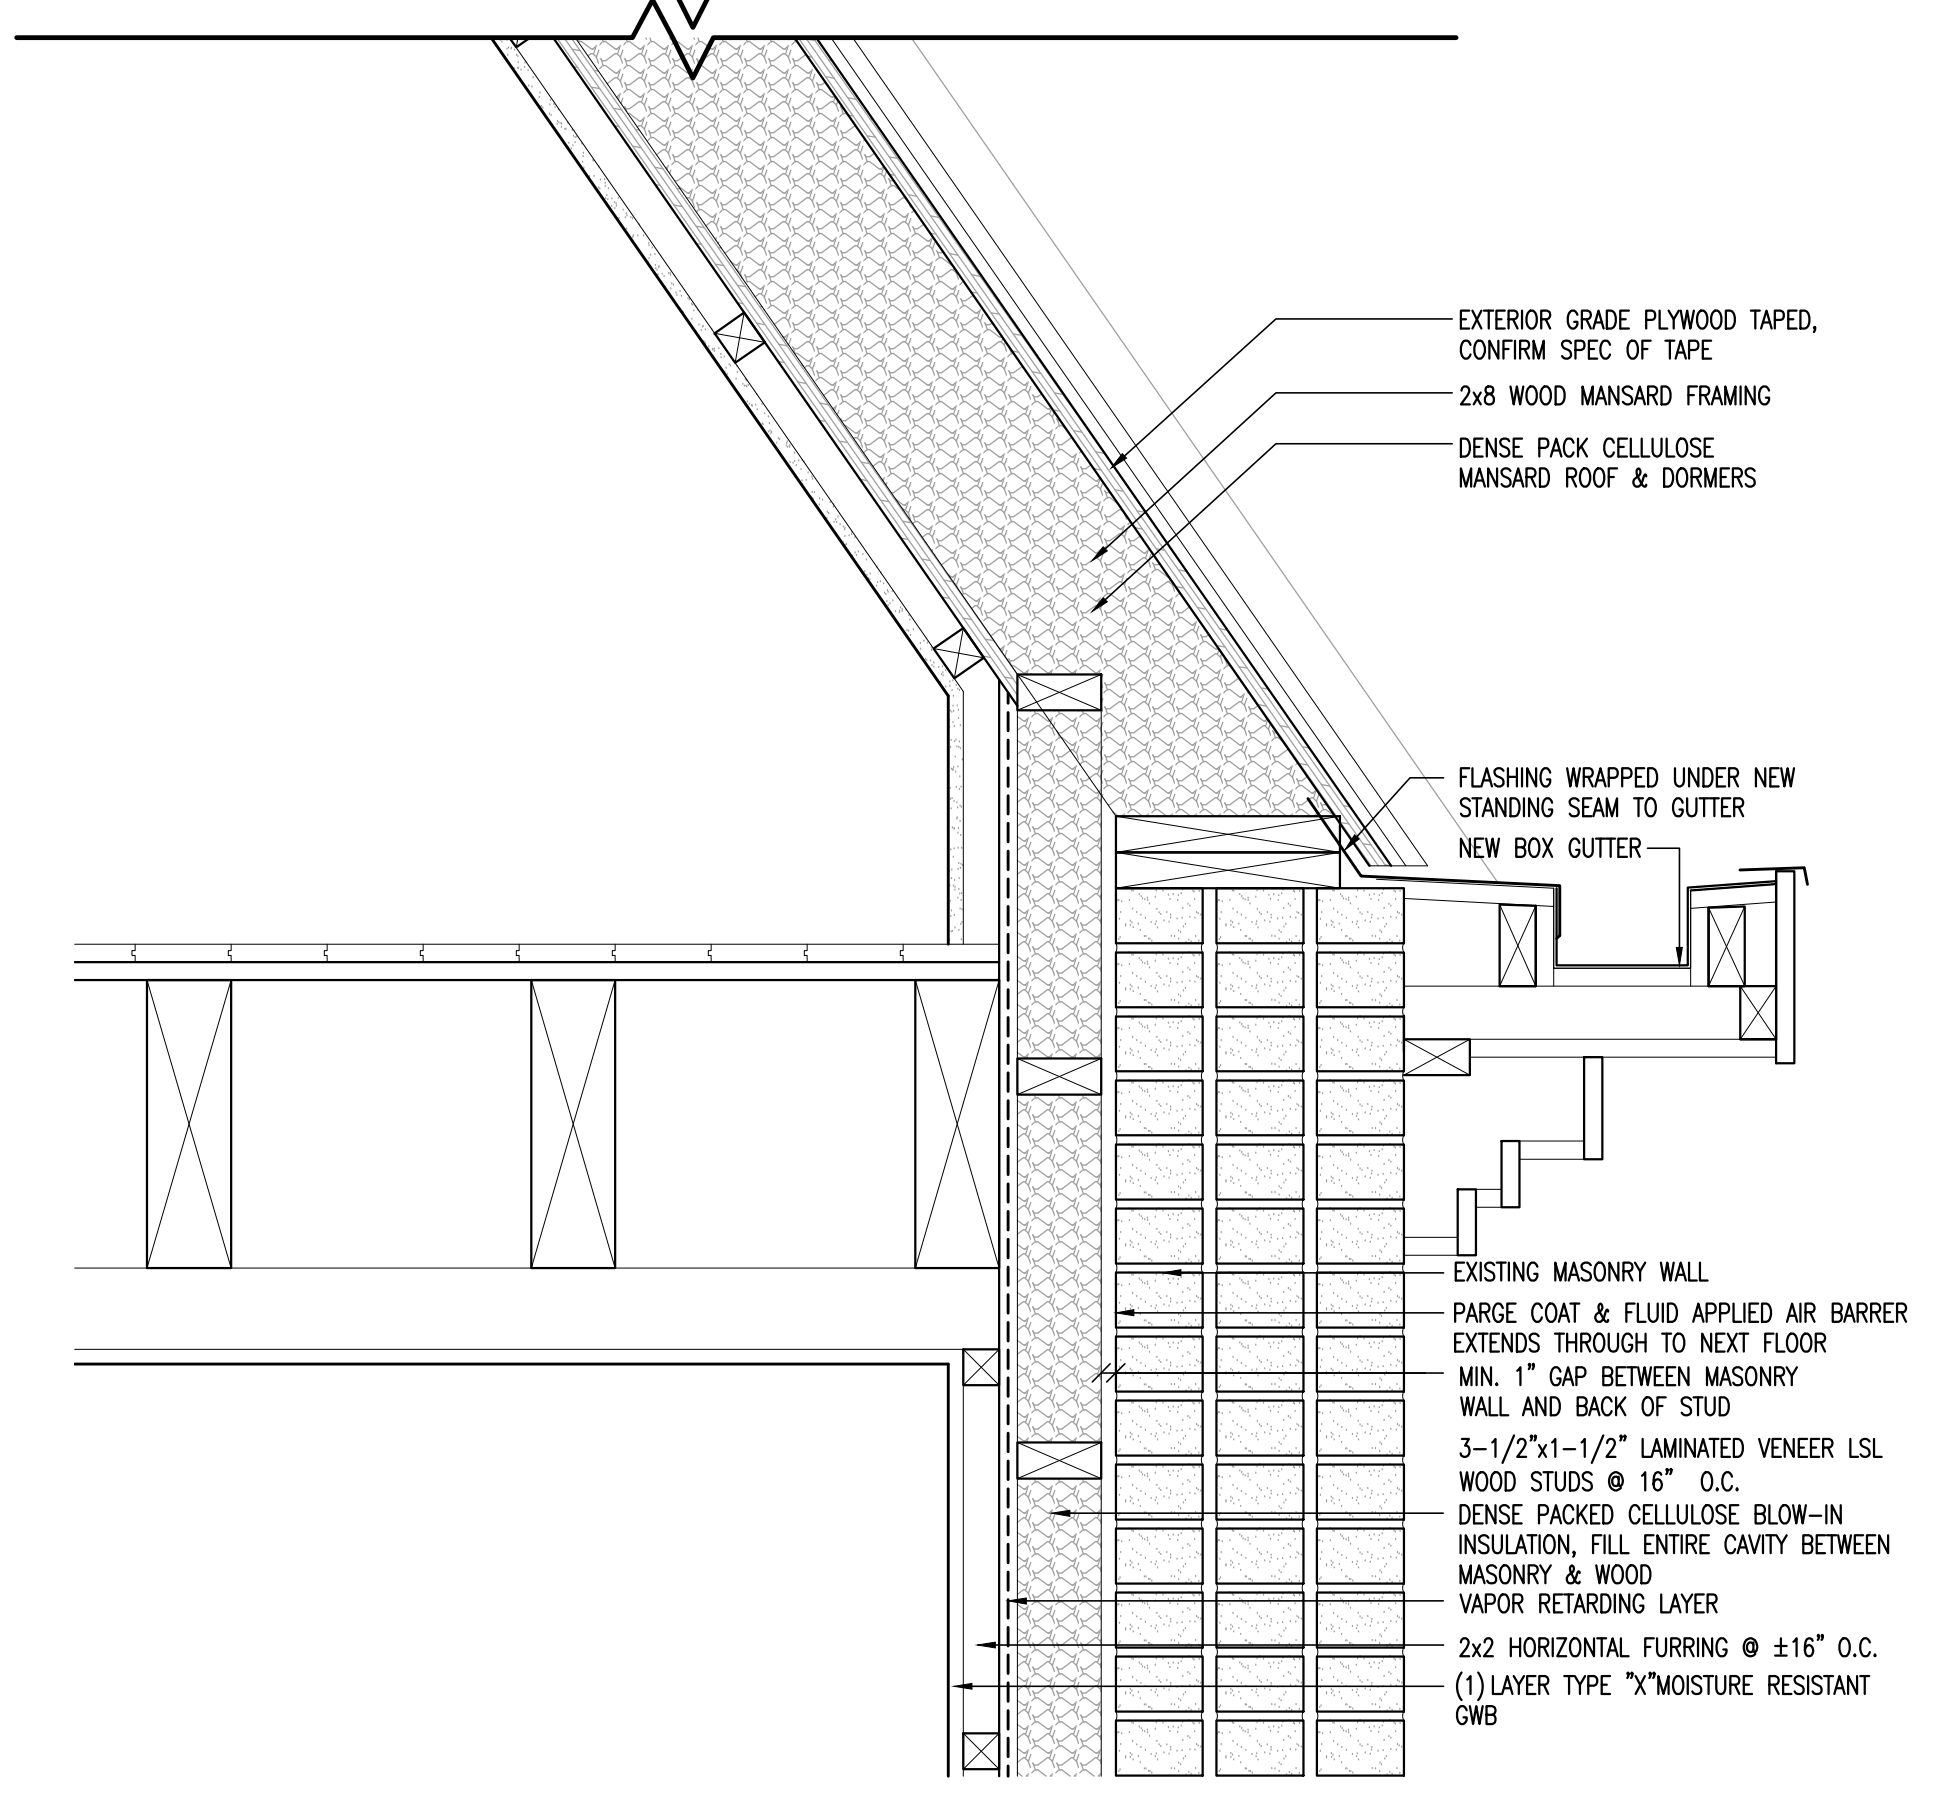 EXTERIOR GRADE PLYWOOD TAPED,
CONFIRM SPEC OF TAPE
2x8 WOOD MANSARD FRAMING
DENSE PACK CELLULOSE
MANSARD ROOF & DORMERS
FLASHING WRAPPED UNDER NEW
STANDING SEAM TO GUTTER
NEW BOX GUTTER
EXISTING MASONRY WALL
PARGE COAT & FLUID APPLIED AIR BARRER
EXTENDS THROUGH TO NEXT FLOOR
MIN. 1" GAP BETWEEN MASONRY
WALL AND BACK OF STUD
3-1/2"x1-1/2" LAMINATED VENEER LSL
WOOD STUDS @ 16" O.C.
DENSE PACKED CELLULOSE BLOW-IN
INSULATION, FILL ENTIRE CAVITY BETWEEN
MASONRY & WOOD
VAPOR RETARDING LAYER
2x2 HORIZONTAL FURRING @ ±16" O.C.
(1) LAYER TYPE "X"MOISTURE RESISTANT
GWB